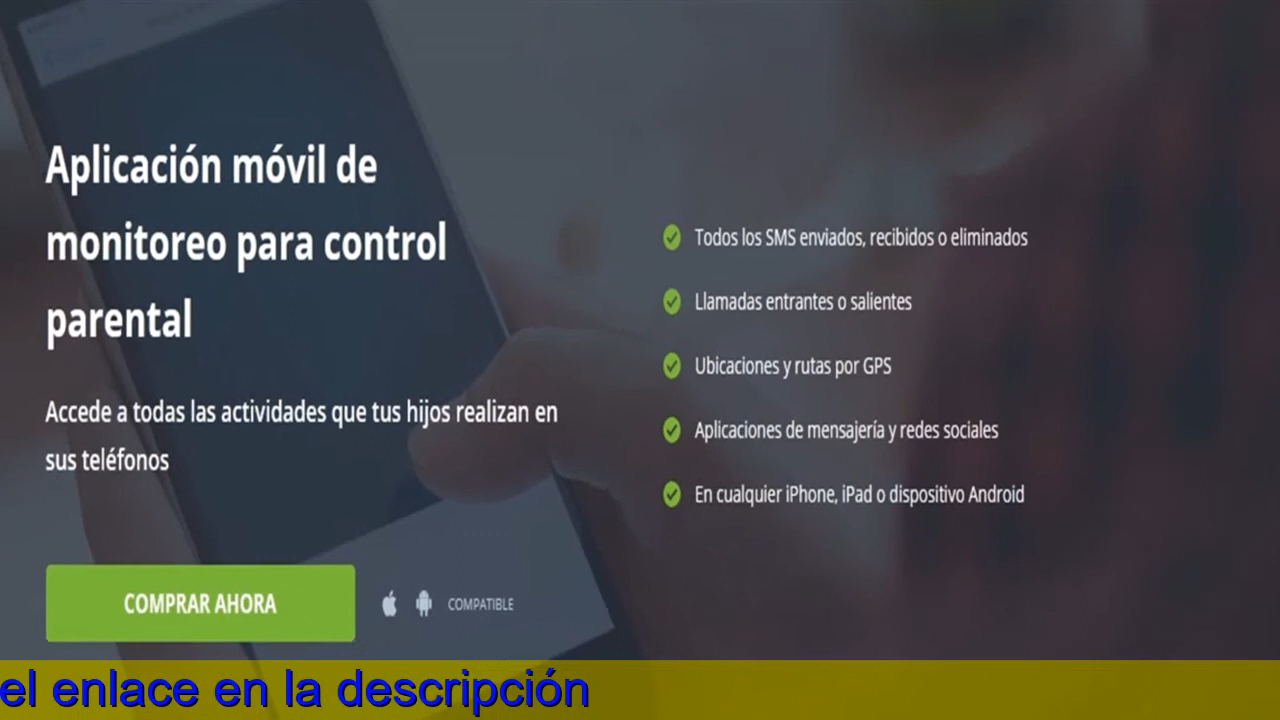 Aplicación móvil de
monitoreo para control
parental
Accede a todas las actividades que tus hijos realizan en
sus teléfonos
COMPRAR AHORA
COMPATIBLE
Todos los SMS enviados, recibidos o eliminados
Llamadas entrantes o salientes
Ubicaciones y rutas por GPS
Aplicaciones de mensajería y redes sociales
En cualquier iPhone, iPad o dispositivo Android
el enlace en la descripción